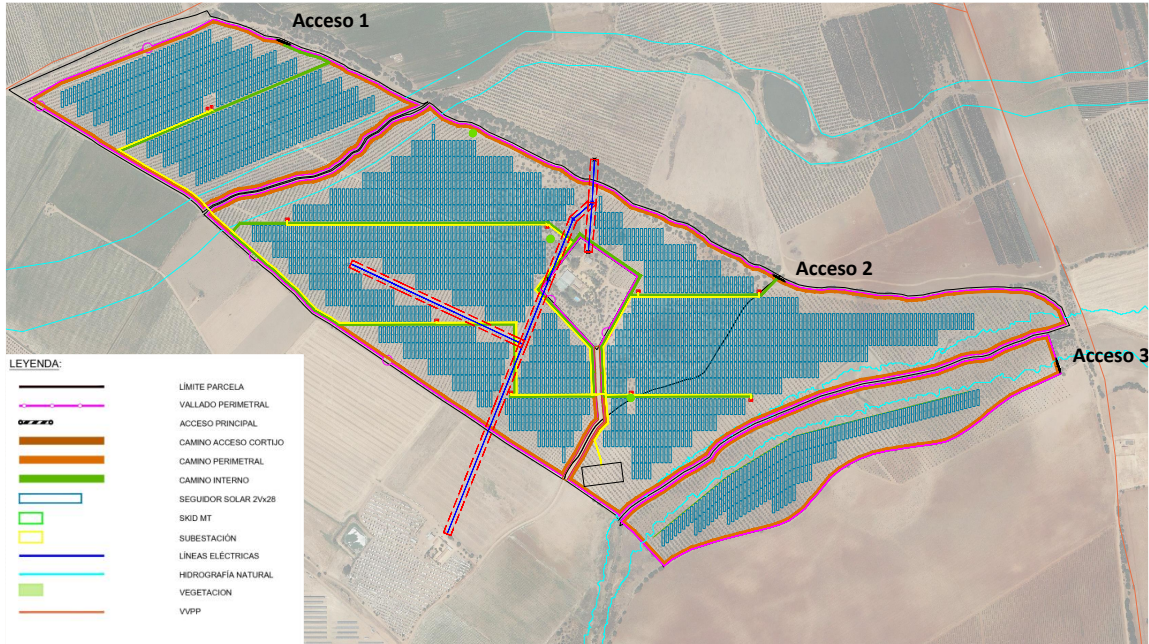 Acceso 1
Acceso 2
Acceso 3
LEYENDA:
LÍMITE PARCELA
VALLADO PERIMETRAL
ACCESO PRINCIPAL
CAMINO ACCESO CORTIJO
CAMINO PERIMETRAL
CAMINO INTERNO
SEGUIDOR SOLAR 2Vx28
SKID MT
SUBESTACIÓN
LÍNEAS ELÉCTRICAS
HIDROGRAFÍA NATURAL
VEGETACION
VVPP